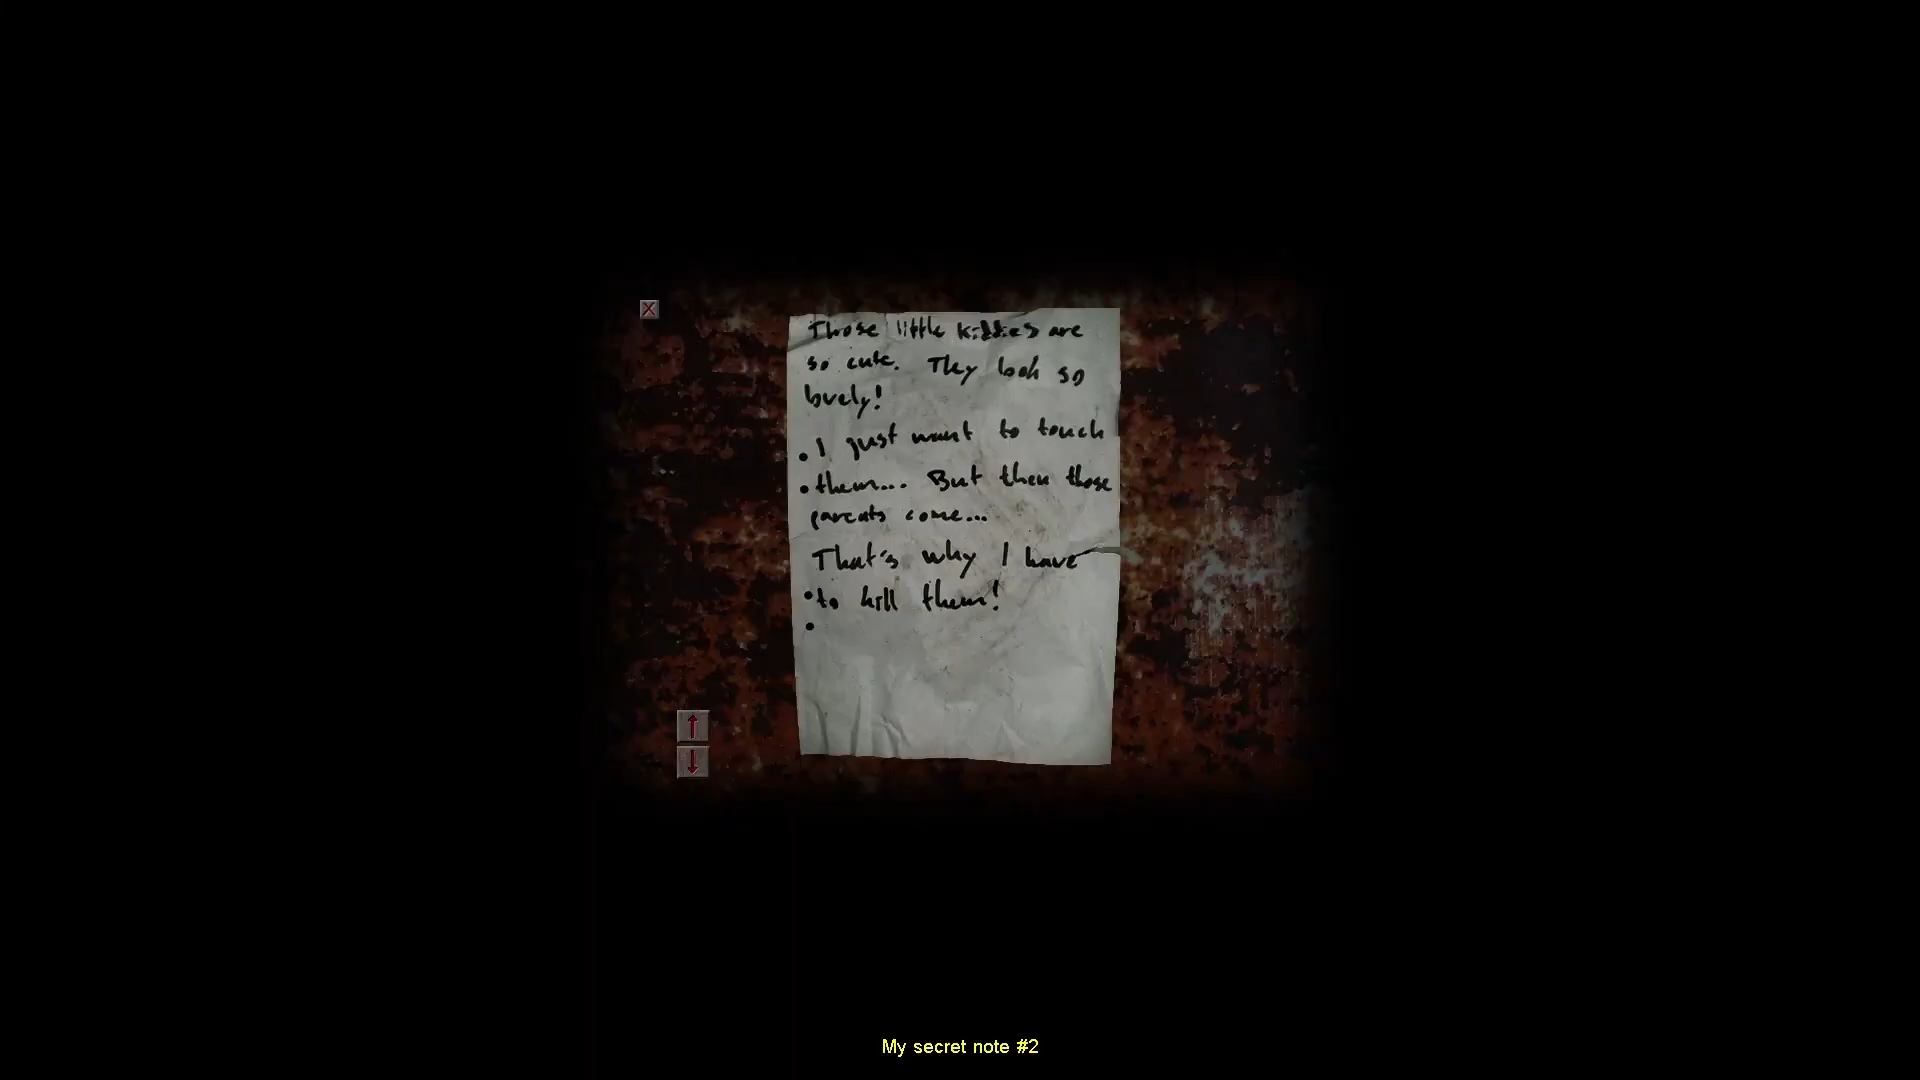 Those little kiddies are
so cute. They look so
lovely!
• I just want to touch
• them... But then those
parents come...
That's why I have
• to kill them!
•
My secret note #2